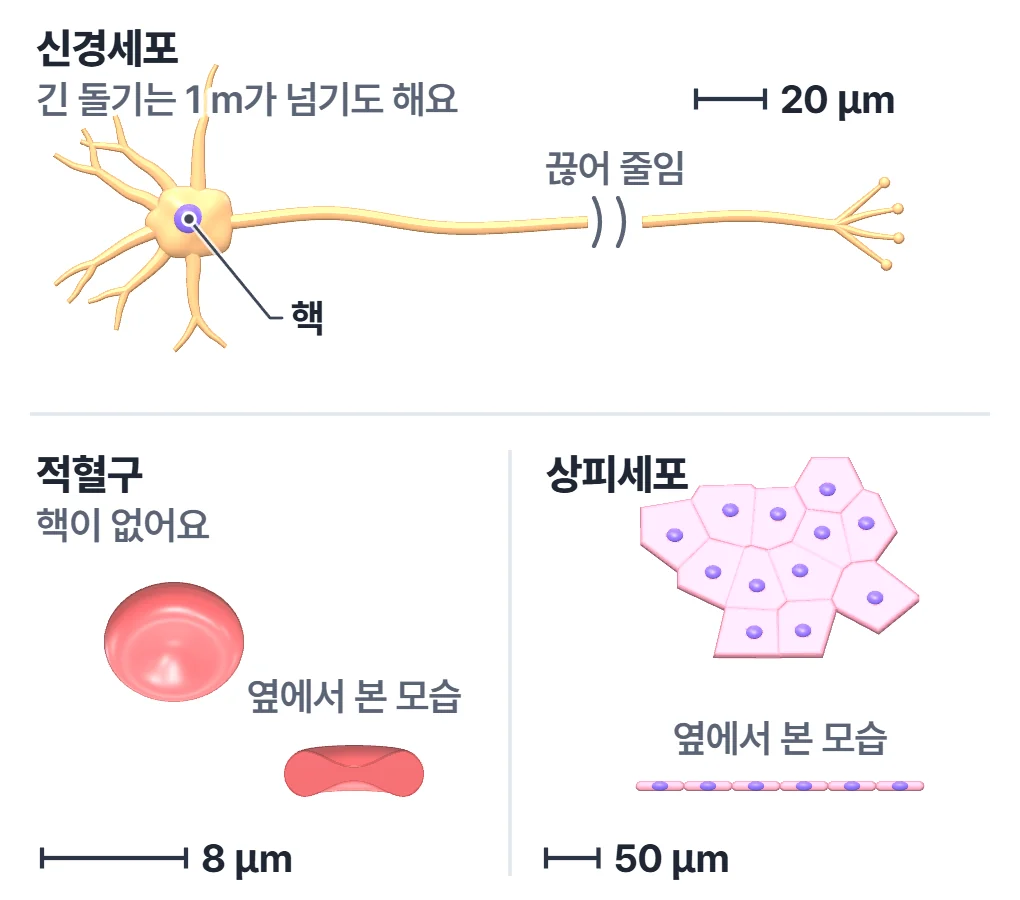 신경세포
긴 돌기는 1 m가 넘기도 해요
20 μm
끊어 줄임
핵
적혈구
핵이 없어요
옆에서 본 모습
8 μm
상피세포
옆에서 본 모습
50 μm